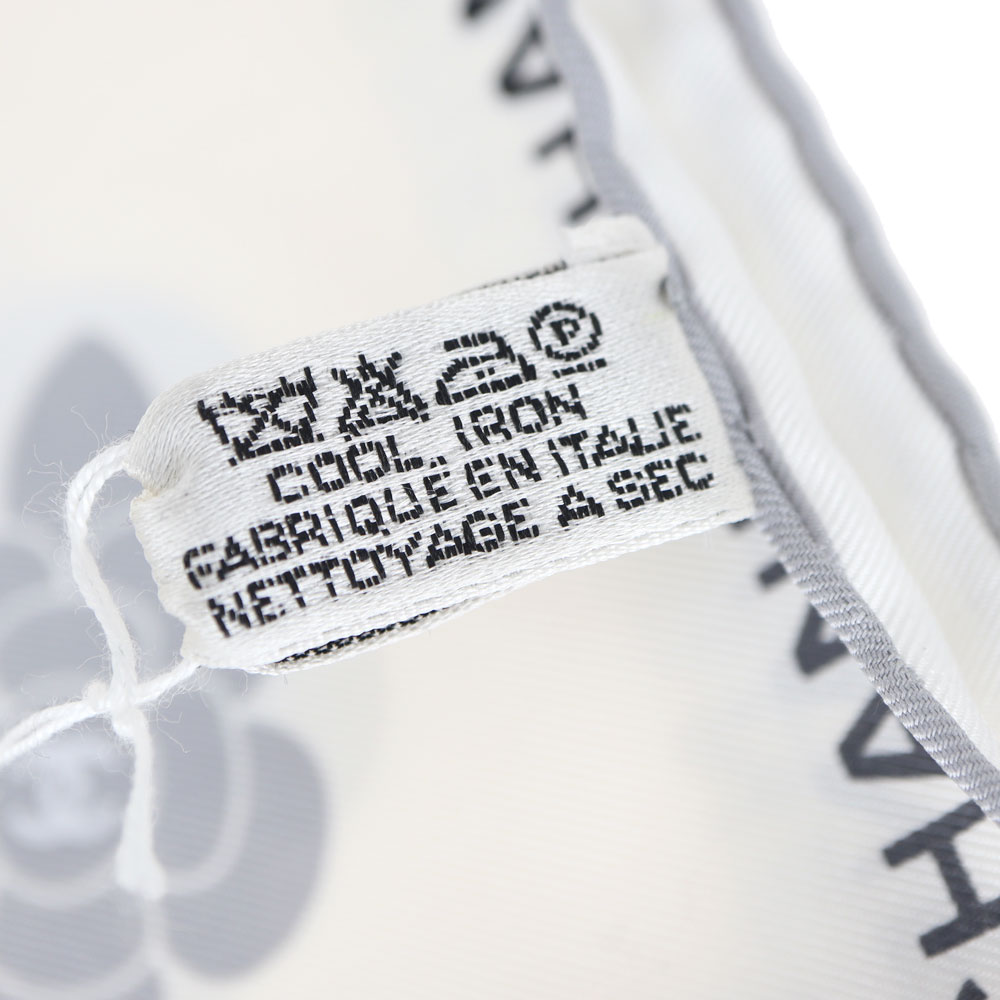 P
COOL IRON
FABRIQUE EN ITALIE
NETTOYAGE A SEC